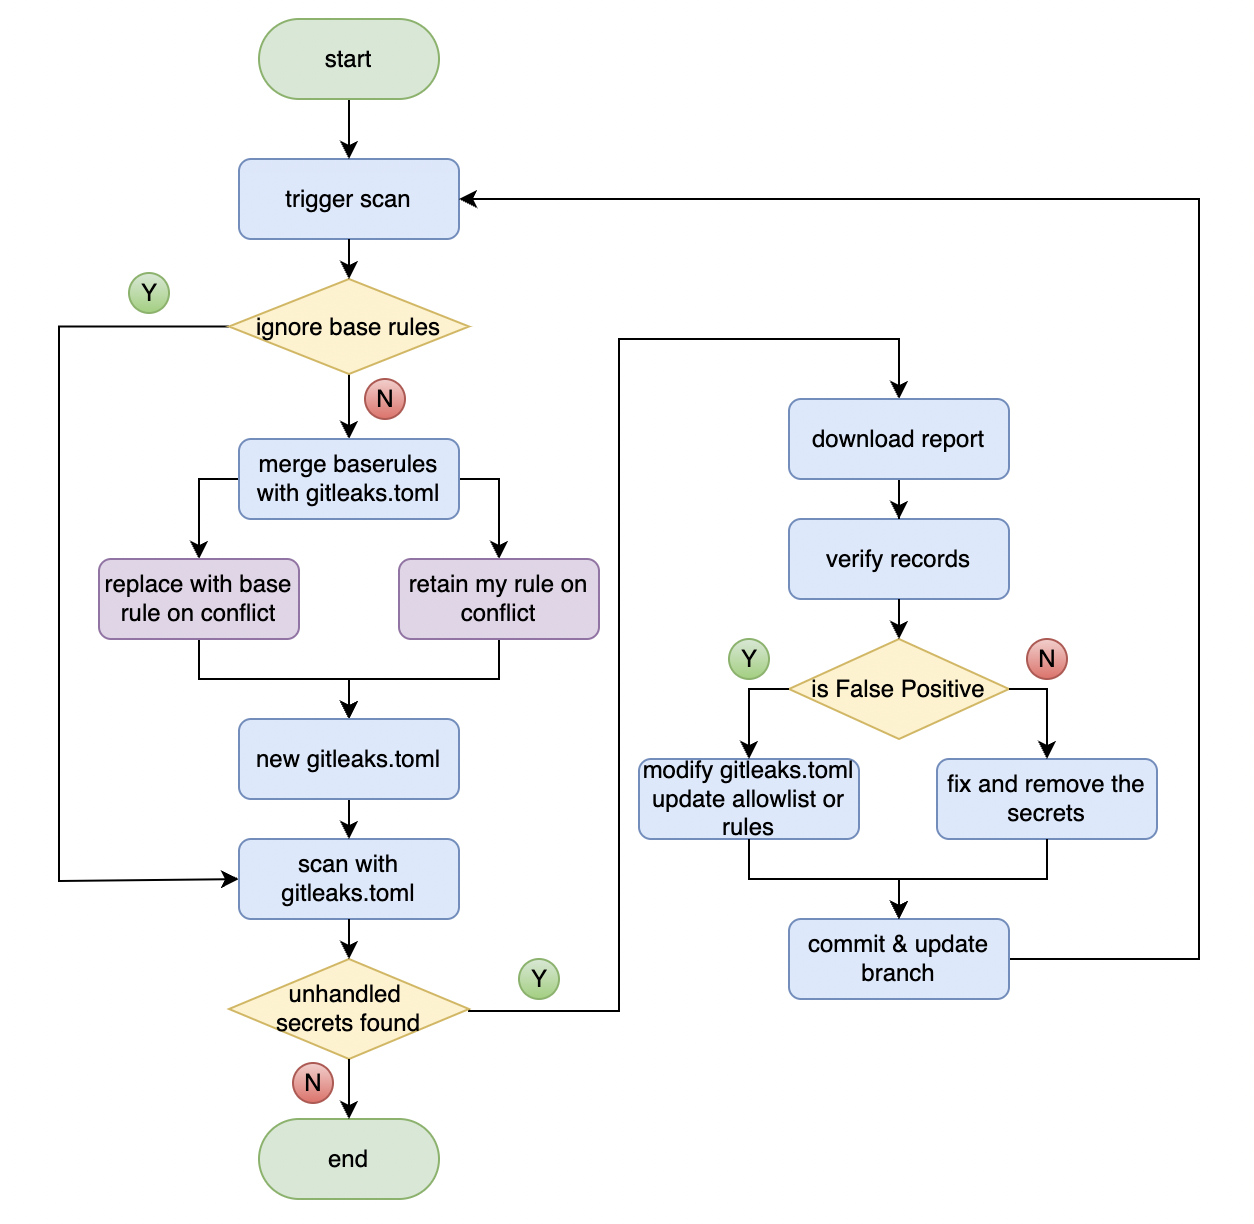 start
trigger scan
Y
ignore base rules
N
merge baserules
with gitleaks.toml
replace with base
rule on conflict
retain my rule on
conflict
new gitleaks.toml
scan with
gitleaks.toml
unhandled
secrets found
Y
N
end
download report
verify records
Y
is False Positive
N
modify gitleaks.toml
update allowlist or
rules
fix and remove the
secrets
commit & update
branch